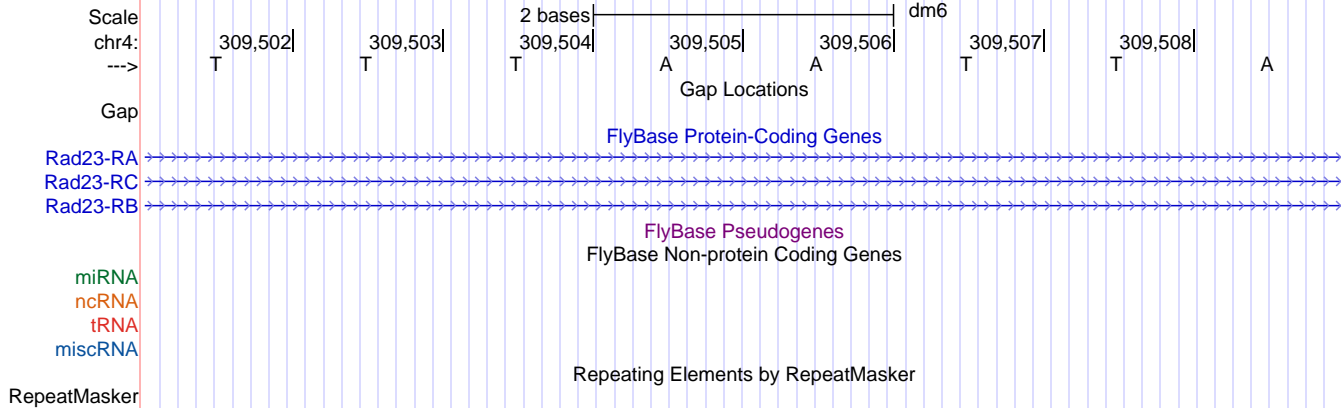 Scale 2 bases dm6
chr4: 309,502 309,503 309,504 309,505 309,506 309,507 309,508
---> T T T A A T T A
Gap Locations
Gap
FlyBase Protein-Coding Genes
Rad23-RA
Rad23-RC
Rad23-RB
FlyBase Pseudogenes
FlyBase Non-protein Coding Genes
miRNA
ncRNA
tRNA
miscRNA
Repeating Elements by RepeatMasker
RepeatMasker